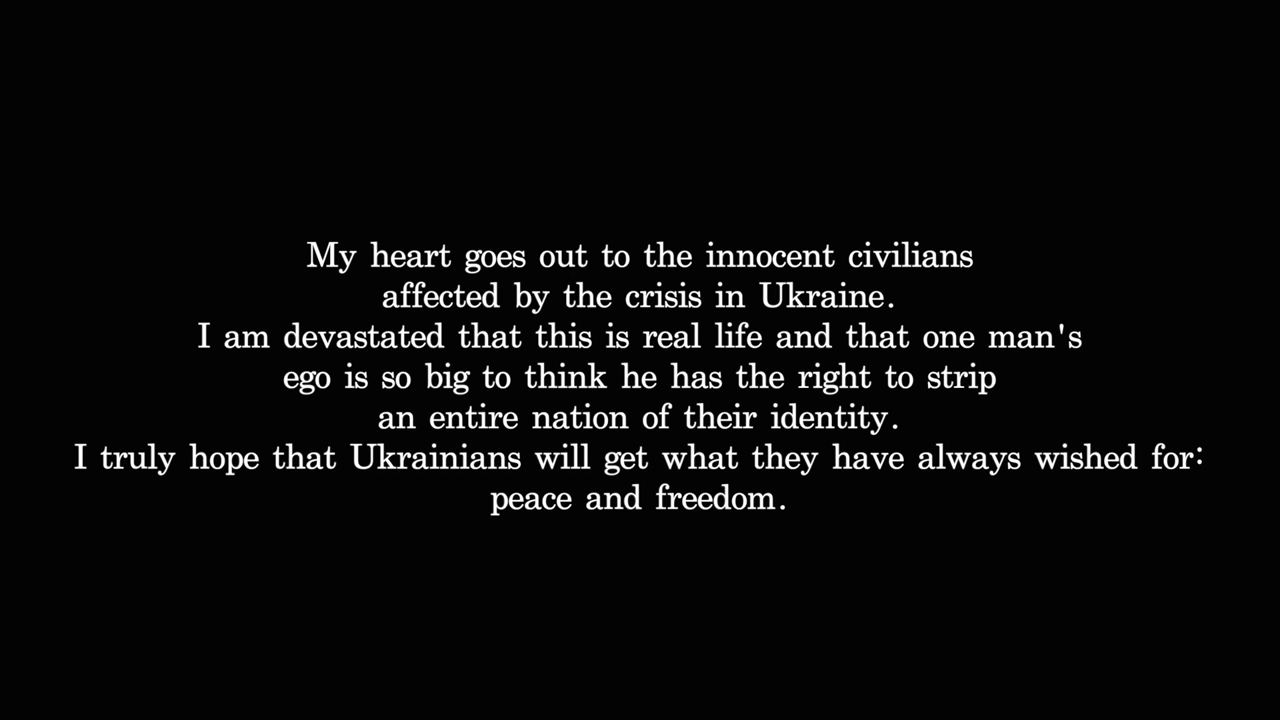 My heart goes out to the innocent civilians
affected by the crisis in Ukraine.
I am devastated that this is real life and that one man's
ego is so big to think he has the right to strip
an entire nation of their identity.
I truly hope that Ukrainians will get what they have always wished for:
peace and freedom.